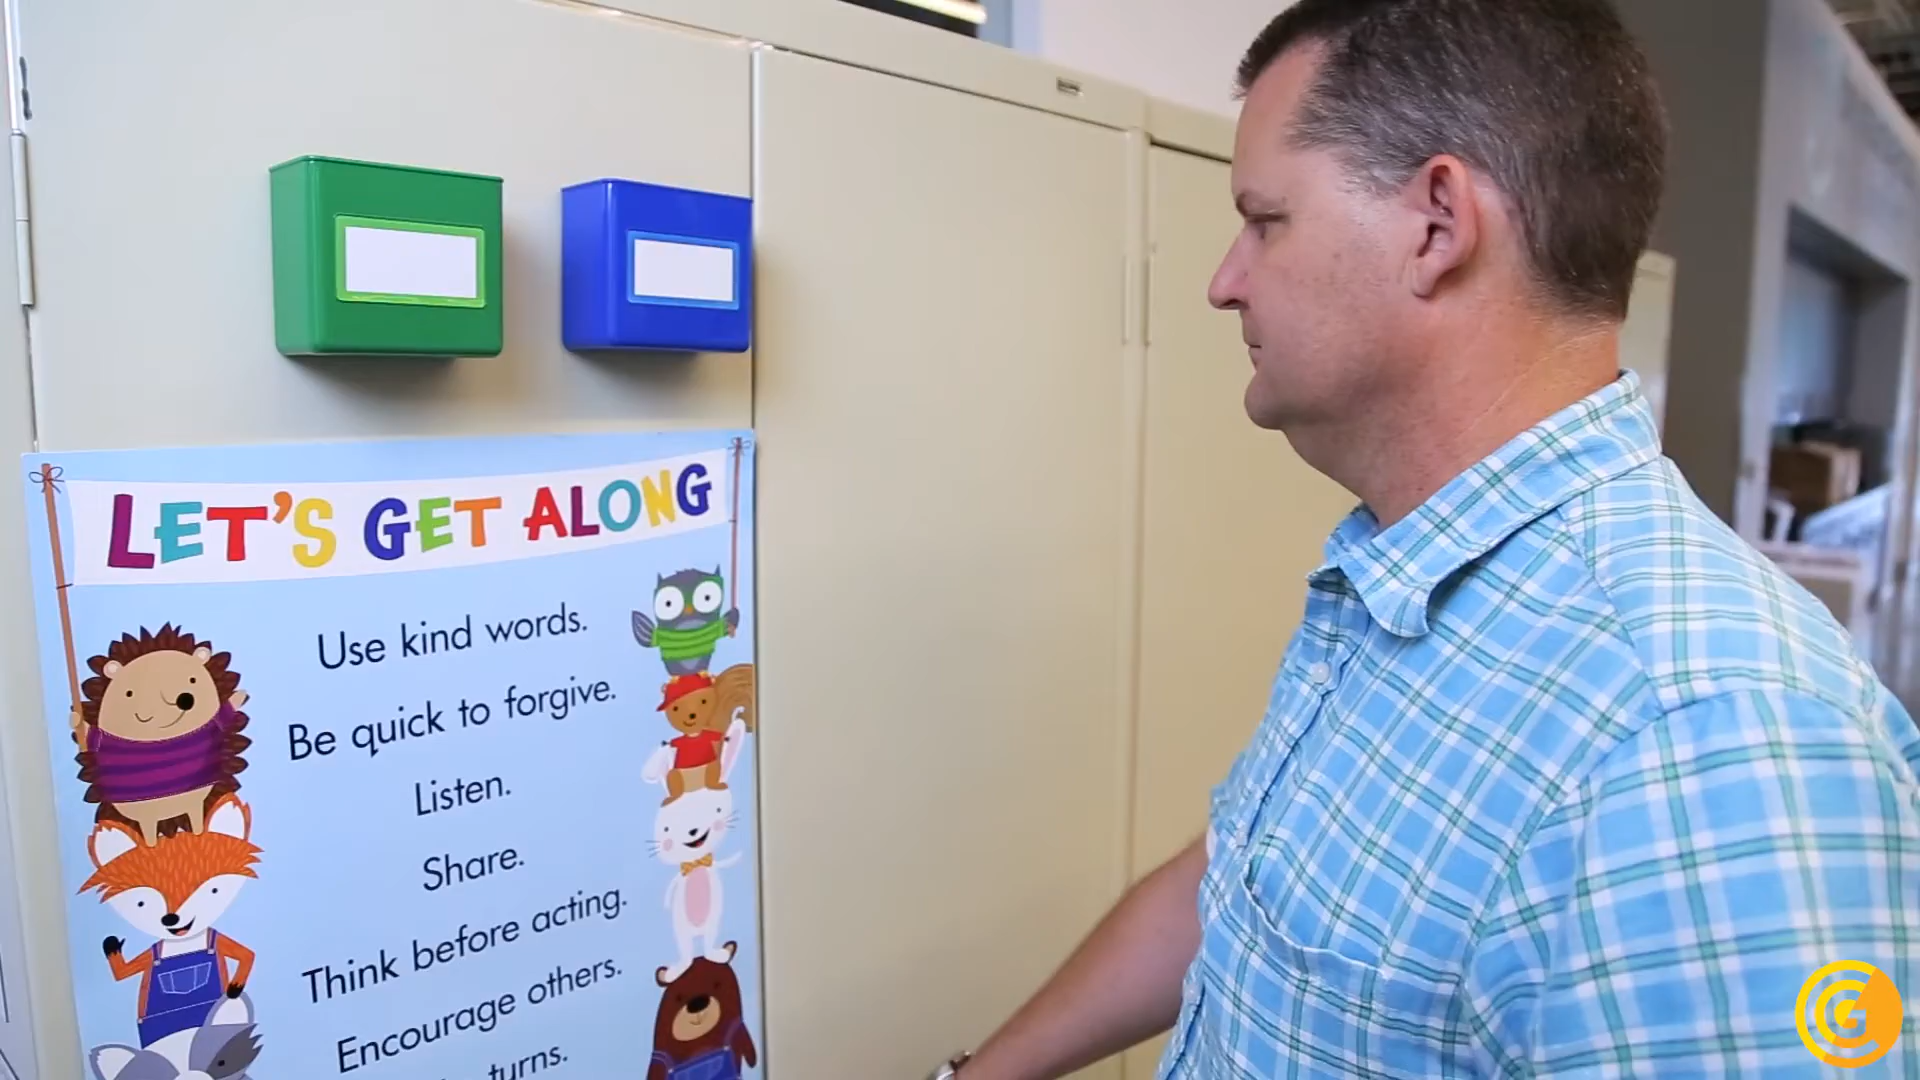 LET'S GET ALONG
Use kind words.
Be quick to forgive.
Listen.
Share.
Think before acting.
Encourage others.
turns.
G